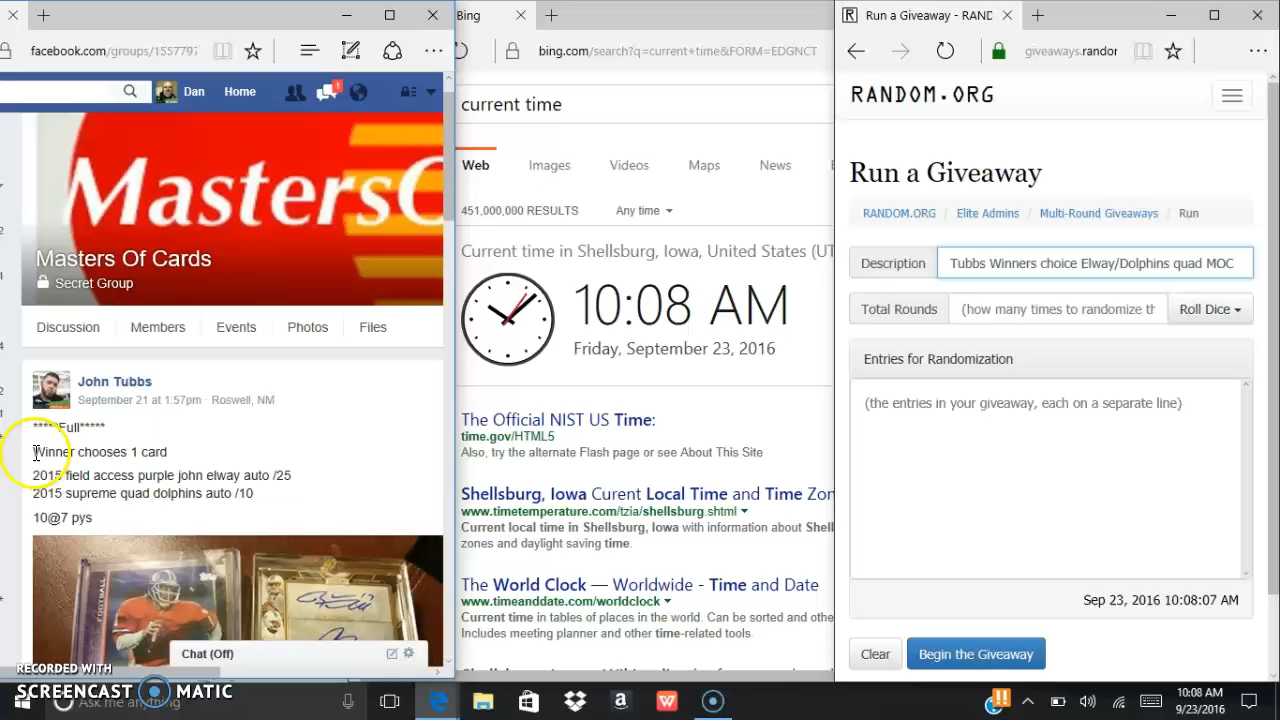 facebook.com/groups/1557797
Dan Home
1
MastersC
Masters Of Cards
Secret Group
Discussion Members Events Photos Files
John Tubbs
September 21 at 1:57pm · Roswell, NM
*****Full*****
Winner chooses 1 card
2015 field access purple john elway auto /25
2015 supreme quad dolphins auto /10
10@7 pys
Chat (Off)
RECORDED WITH
SCREENCAST MATIC
Ask me anything
Bing
bing.com/search?q=current+time&FORM=EDGNCT
current time
Web Images Videos Maps News
451,000,000 RESULTS Any time
Current time in Shellsburg, Iowa, United States (UT
10:08 AM
Friday, September 23, 2016
The Official NIST US Time:
time.gov/HTML5
Also, try the alternate Flash page or see About This Site
Shellsburg, Iowa Curent Local Time and Time Zon
www.timetemperature.com/tzia/shellsburg.shtml
Current local time in Shellsburg, Iowa with information about Shell
zones and daylight saving time.
The World Clock — Worldwide - Time and Date
www.timeanddate.com/worldclock
Current time in tables of places in the world. Can be sorted and othe
Includes meeting planner and other time-related tools.
Run a Giveaway - RAND
giveaways.randor
RANDOM.ORG
Run a Giveaway
RANDOM.ORG Elite Admins Multi-Round Giveaways Run
Description Tubbs Winners choice Elway/Dolphins quad MOC
Total Rounds (how many times to randomize th Roll Dice
Entries for Randomization
(the entries in your giveaway, each on a separate line)
Sep 23, 2016 10:08:07 AM
Clear Begin the Giveaway
10:08 AM
9/23/2016